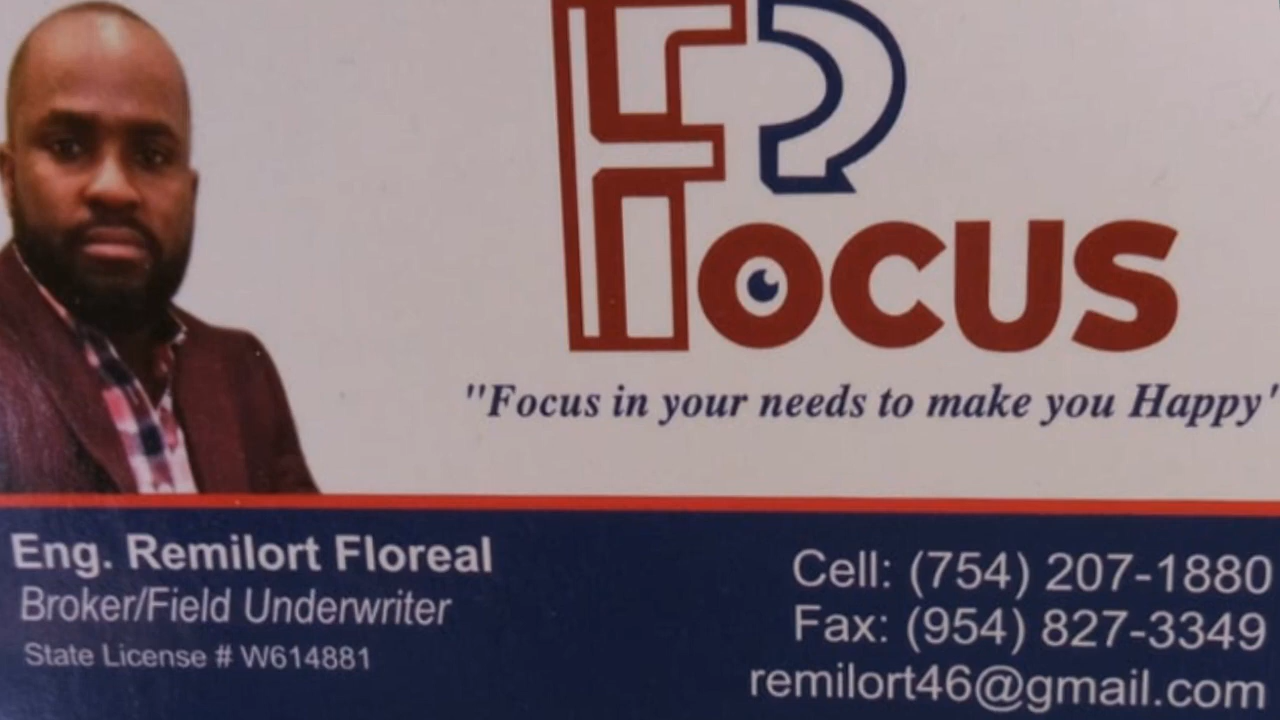 Focus
"Focus in your needs to make you Happy"
Eng. Remilort Floreal
Broker/Field Underwriter
State License # W614881
Cell: (754) 207-1880
Fax: (954) 827-3349
remilort46@gmail.com